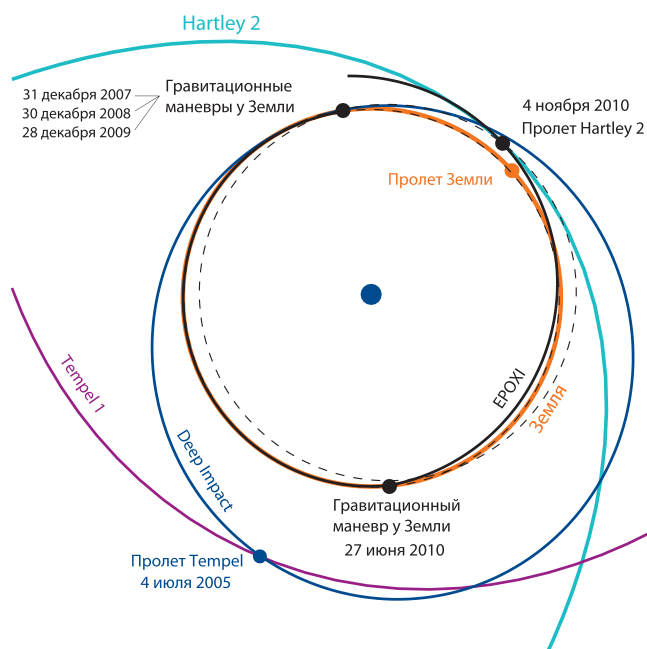 Hartley 2
31 декабря 2007
30 декабря 2008
28 декабря 2009
Гравитационные
маневры у Земли
4 ноября 2010
Пролет Hartley 2
Пролет Земли
Tempel 1
Deep Impact
EPOXI
Земля
Гравитационный
маневр у Земли
27 июня 2010
Пролет Tempel
4 июля 2005